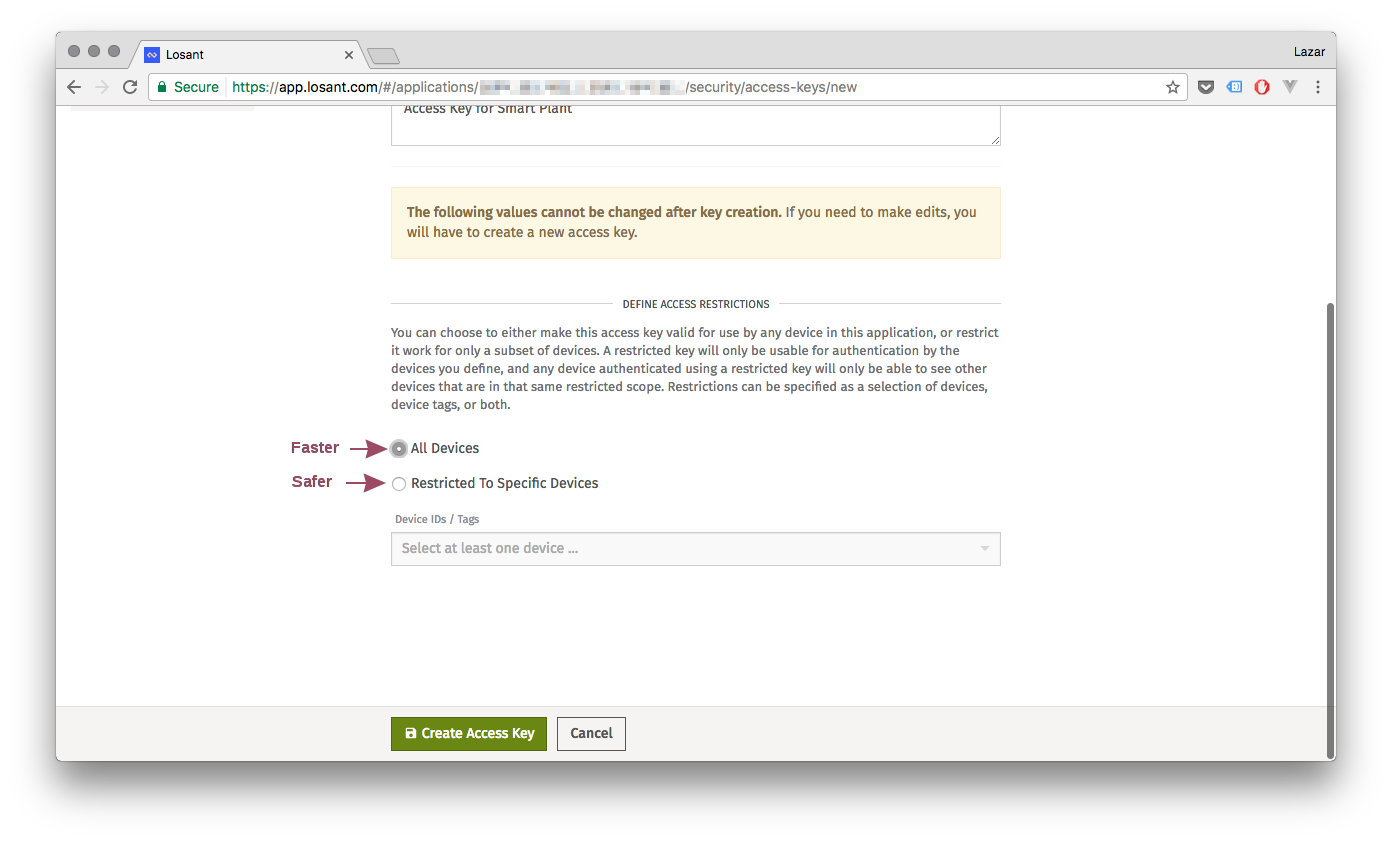 Losant
Lazar
Secure https://app.losant.com/#/applications/ /security/access-keys/new
Access Key for Smart Plant
The following values cannot be changed after key creation. If you need to make edits, you
will have to create a new access key.
DEFINE ACCESS RESTRICTIONS
You can choose to either make this access key valid for use by any device in this application, or restrict
it work for only a subset of devices. A restricted key will only be usable for authentication by the
devices you define, and any device authenticated using a restricted key will only be able to see other
devices that are in that same restricted scope. Restrictions can be specified as a selection of devices,
device tags, or both.
Faster All Devices
Safer Restricted To Specific Devices
Device IDs / Tags
Select at least one device ...
Create Access Key Cancel